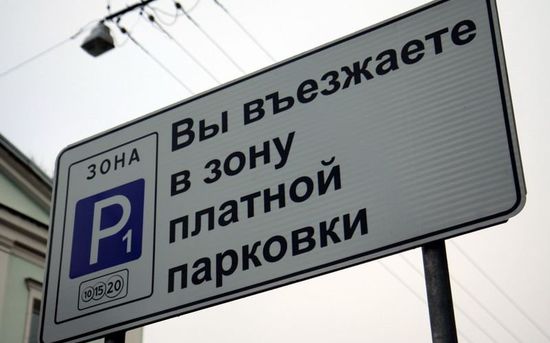 ЗОНА
P1
10 15 20
Вы въезжаете
в зону
платной
парковки